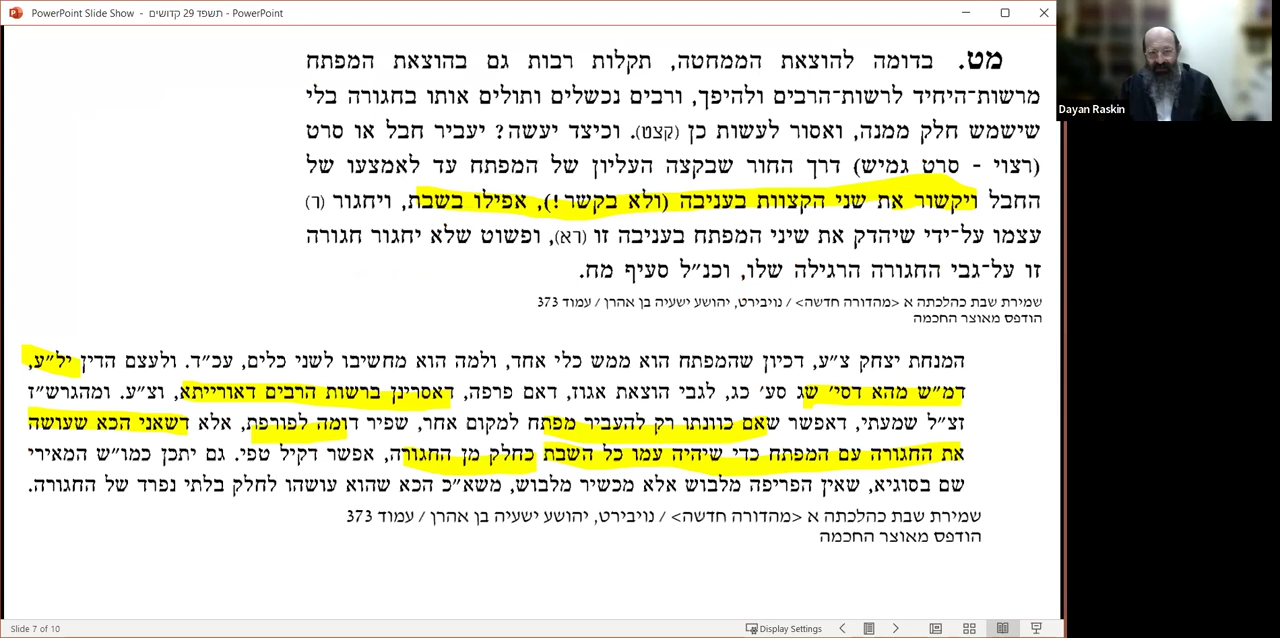 PowerPoint Slide Show - תשפד 29 קדושים - PowerPoint
Dayan Raskin
מט. בדומה להוצאת הממחטה, תקלות רבות גם בהוצאת המפתח
מרשות־היחיד לרשות־הרבים ולהיפך, ורבים נכשלים ותולים אותו בחגורה בלי
שישמש חלק ממנה, ואסור לעשות כן (קצט). וכיצד יעשה? יעביר חבל או סרט
(רצוי - סרט גמיש) דרך החור שבקצה העליון של המפתח עד לאמצעו של
החבל ויקשור את שני הקצוות בעניבה (ולא בקשר!), אפילו בשבת, ויחגור (ר)
עצמו על־ידי שיהדק את שיני המפתח בעניבה זו (רא), ופשוט שלא יחגור חגורה
זו על־גבי החגורה הרגילה שלו, וכנ״ל סעיף מח.
שמירת שבת כהלכתה א <מהדורה חדשה> / נויבירט, יהושע ישעיה בן אהרן / עמוד 373
הודפס מאוצר החכמה
המנחת יצחק צ״ע, דכיון שהמפתח הוא ממש כלי אחד, ולמה הוא מחשיבו לשני כלים, עכ״ד. ולעצם הדין יל״ע,
דמ״ש מהא דסי׳ שג סע׳ כג, לגבי הוצאת אגוז, דאם פרפה, דאסרינן ברשות הרבים דאורייתא, וצ״ע. ומהגרש״ז
זצ״ל שמעתי, דאפשר שאם כוונתו רק להעביר מפתח למקום אחר, שפיר דומה לפורפת, אלא דשאני הכא שעושה
את החגורה עם המפתח כדי שיהיה עמו כל השבת כחלק מן החגורה, אפשר דקיל טפי. גם יתכן כמו״ש המאירי
שם בסוגיא, שאין הפריפה מלבוש אלא מכשיר מלבוש, משא״כ הכא שהוא עושהו לחלק בלתי נפרד של החגורה.
שמירת שבת כהלכתה א <מהדורה חדשה> / נויבירט, יהושע ישעיה בן אהרן / עמוד 373
הודפס מאוצר החכמה
Slide 7 of 10
Display Settings